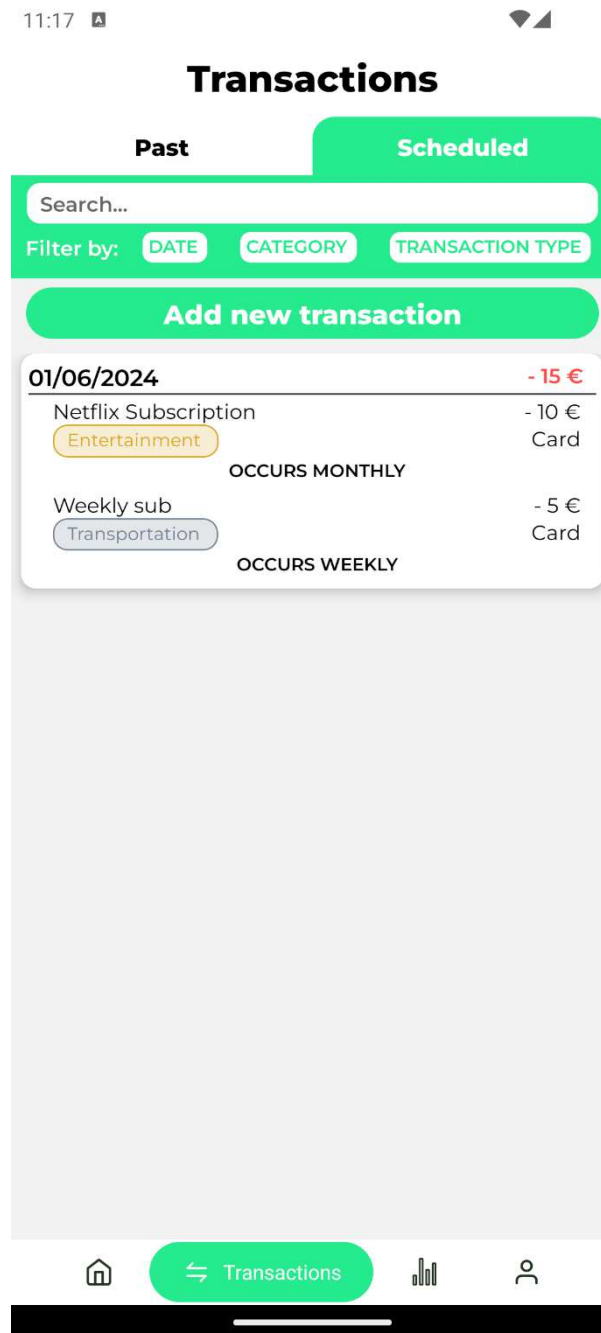 11:17
Transactions
Past Scheduled
Search...
Filter by: DATE CATEGORY TRANSACTION TYPE
Add new transaction
01/06/2024 - 15 €
Netflix Subscription - 10 €
Entertainment Card
OCCURS MONTHLY
Weekly sub - 5 €
Transportation Card
OCCURS WEEKLY
Transactions